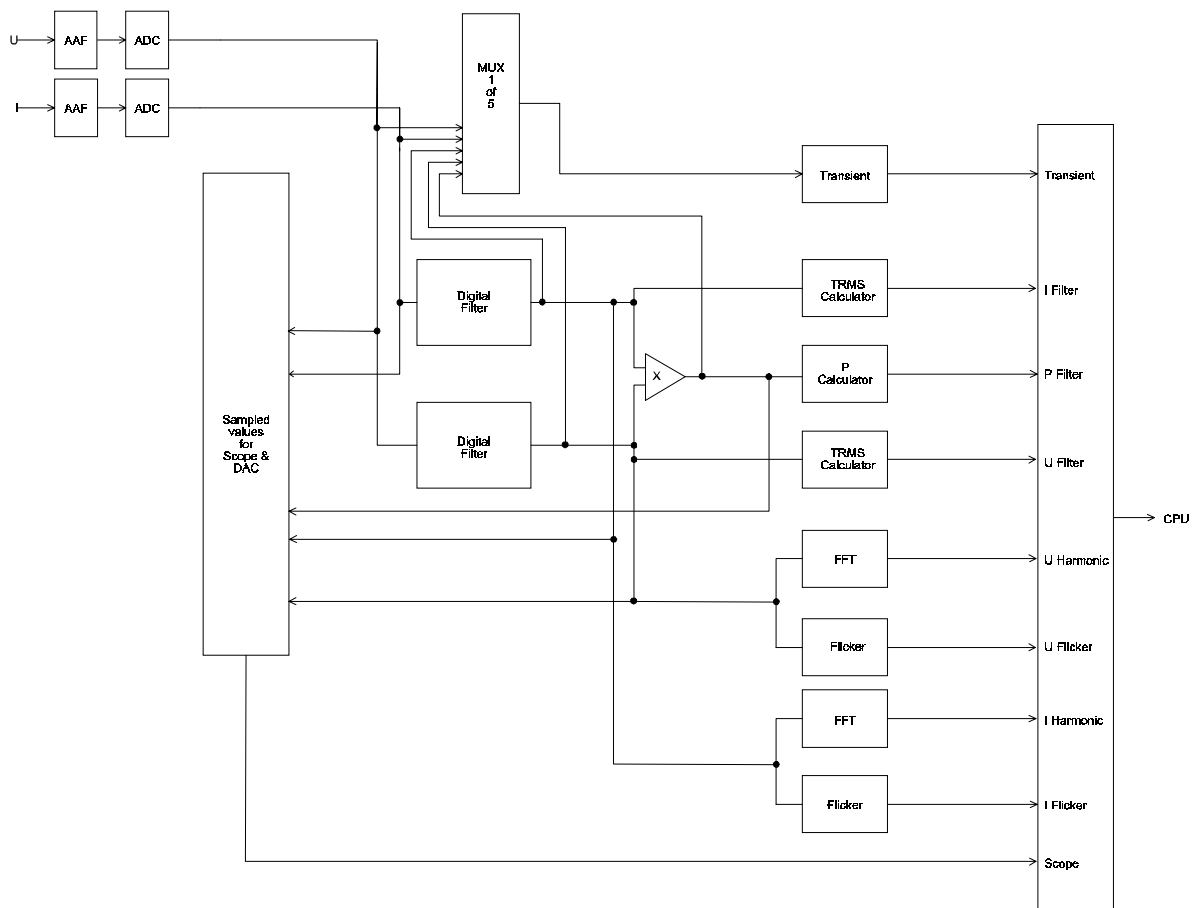 U
AAF
ADC
I
AAF
ADC
MUX
1
of
5
Transient
Transient
Digital
Filter
TRMS
Calculator
I Filter
X
P
Calculator
P Filter
Sampled
values
for
Scope &
DAC
Digital
Filter
TRMS
Calculator
U Filter
CPU
FFT
U Harmonic
Flicker
U Flicker
FFT
I Harmonic
Flicker
I Flicker
Scope